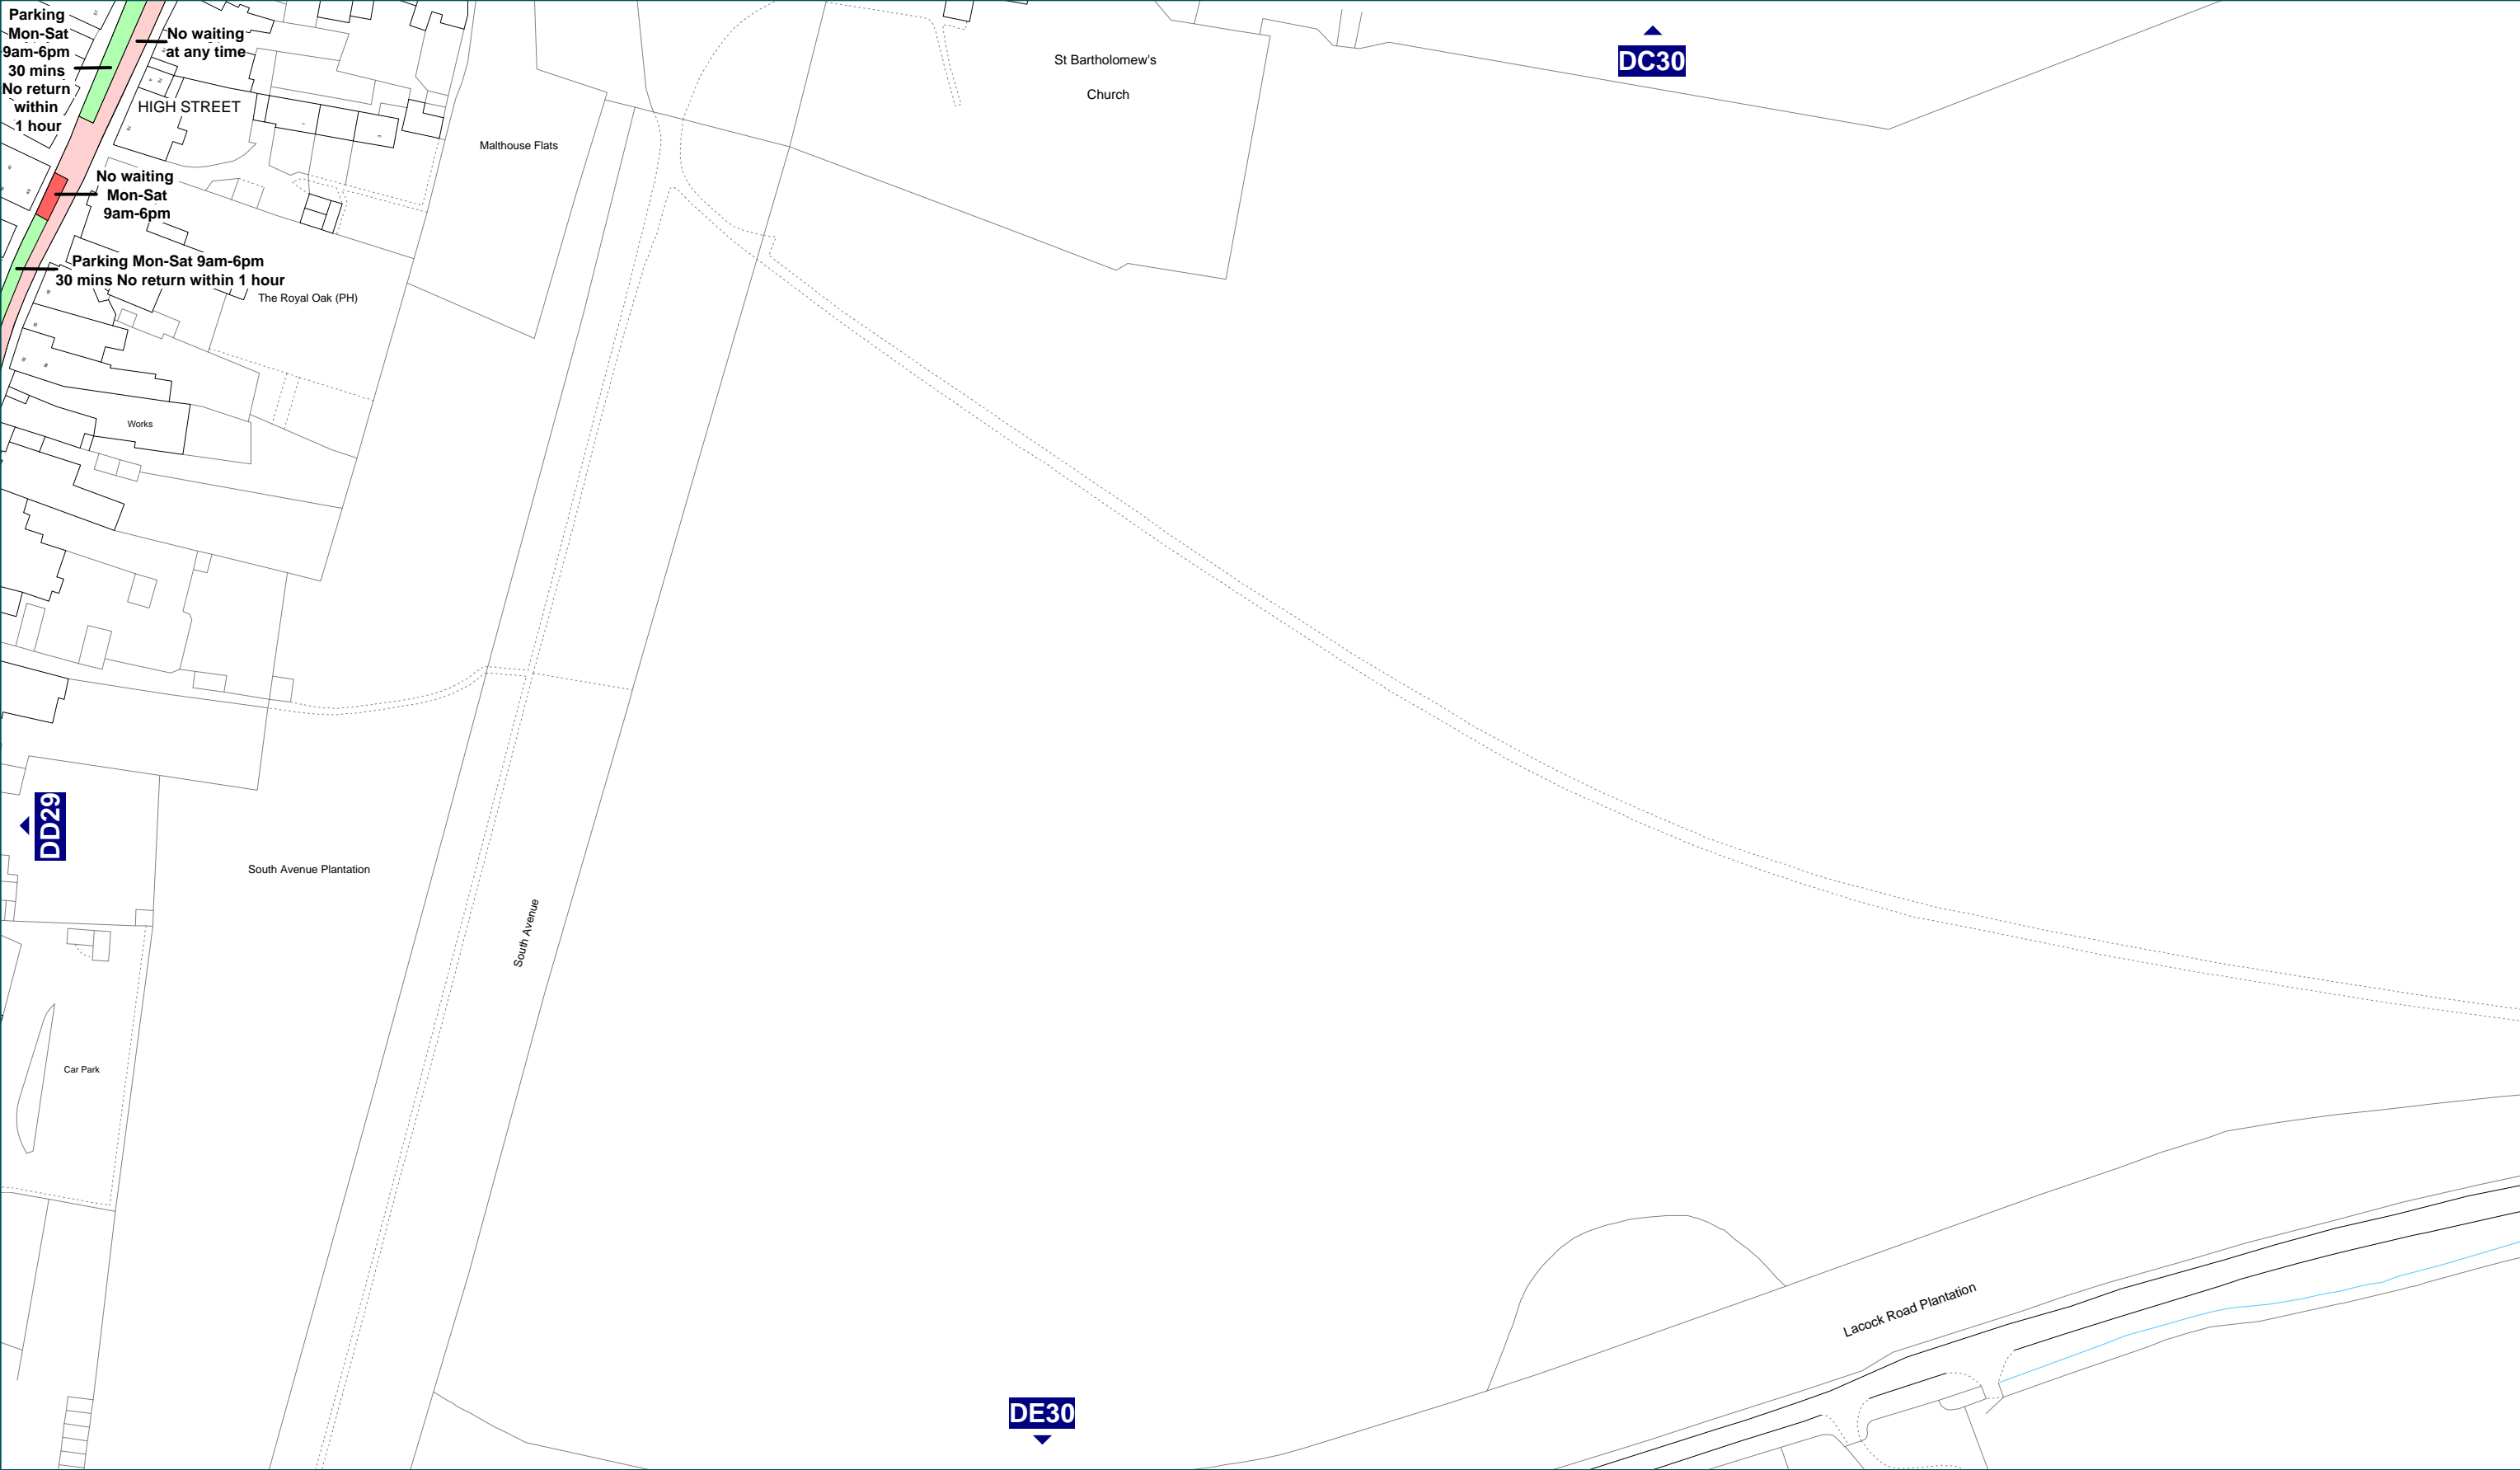 Parking
Mon-Sat
9am-6pm
30 mins
No return
within
1 hour
No waiting
at any time
HIGH STREET
No waiting
Mon-Sat
9am-6pm
Parking Mon-Sat 9am-6pm
30 mins No return within 1 hour
The Royal Oak (PH)
Works
Malthouse Flats
St Bartholomew's
Church
DC30
DD29
South Avenue Plantation
South Avenue
Car Park
Lacock Road Plantation
DE30